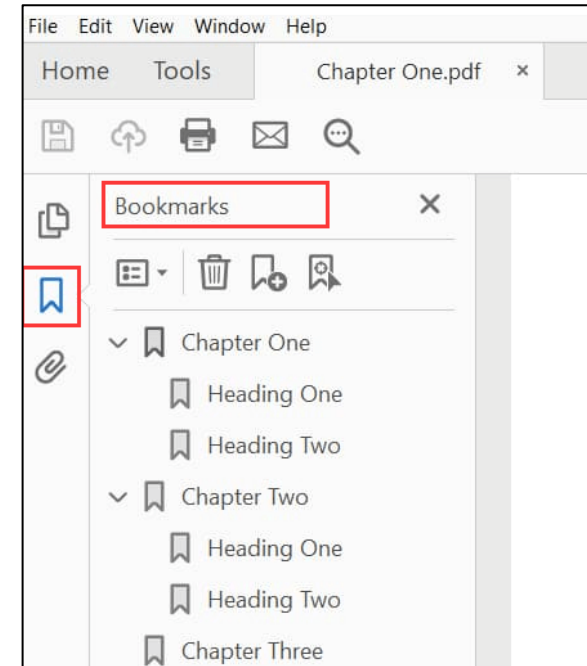 File Edit View Window Help
Home Tools Chapter One.pdf ×
Bookmarks
Chapter One
Heading One
Heading Two
Chapter Two
Heading One
Heading Two
Chapter Three